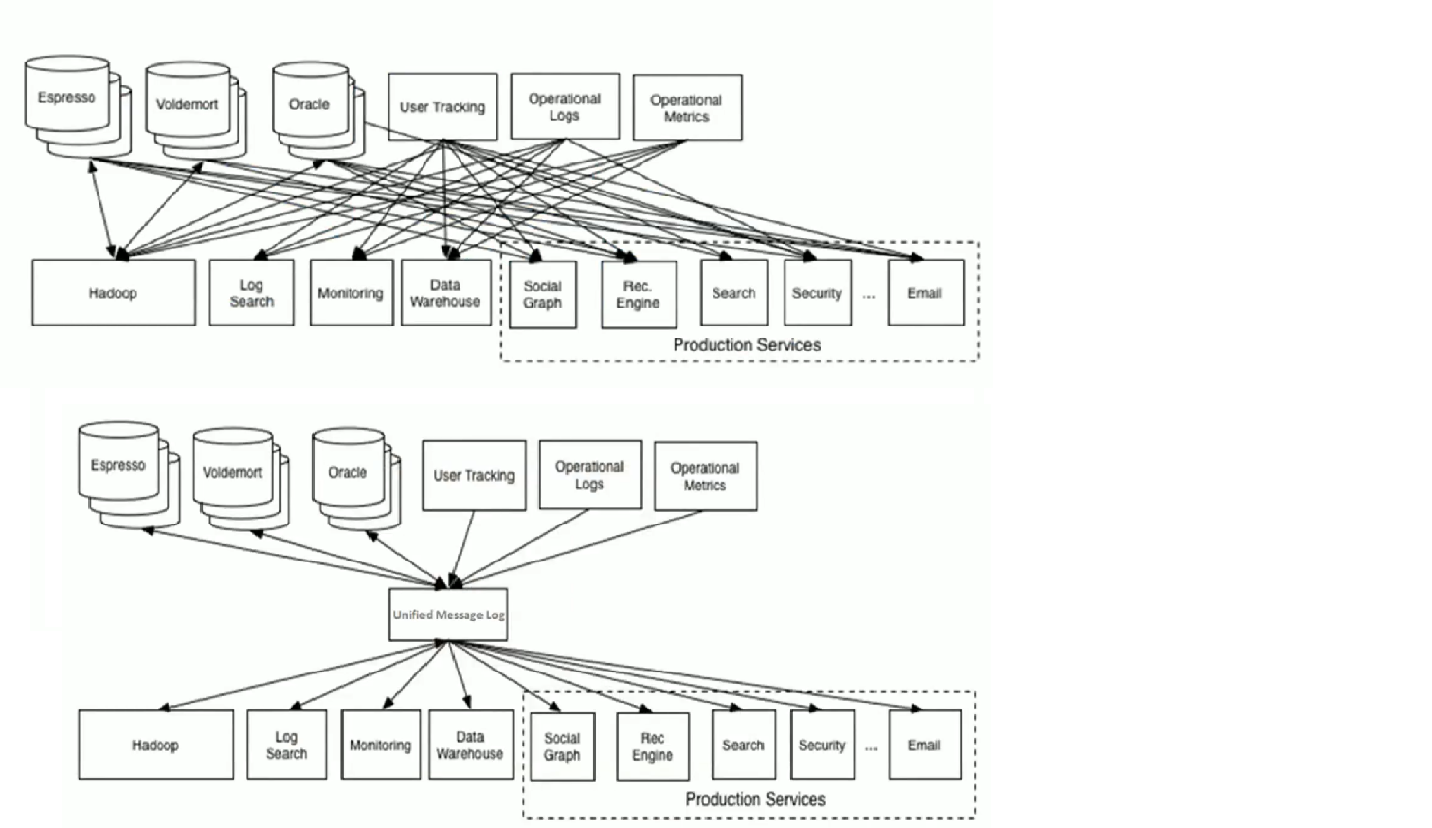 Espresso
Voldemort
Oracle
User Tracking
Operational
Logs
Operational
Metrics
Hadoop
Log
Search
Monitoring
Data
Warehouse
Social
Graph
Rec.
Engine
Search
Security
...
Email
Production Services
Espresso
Voldemort
Oracle
User Tracking
Operational
Logs
Operational
Metrics
Unified Message Log
Hadoop
Log
Search
Monitoring
Data
Warehouse
Social
Graph
Rec
Engine
Search
Security
...
Email
Production Services